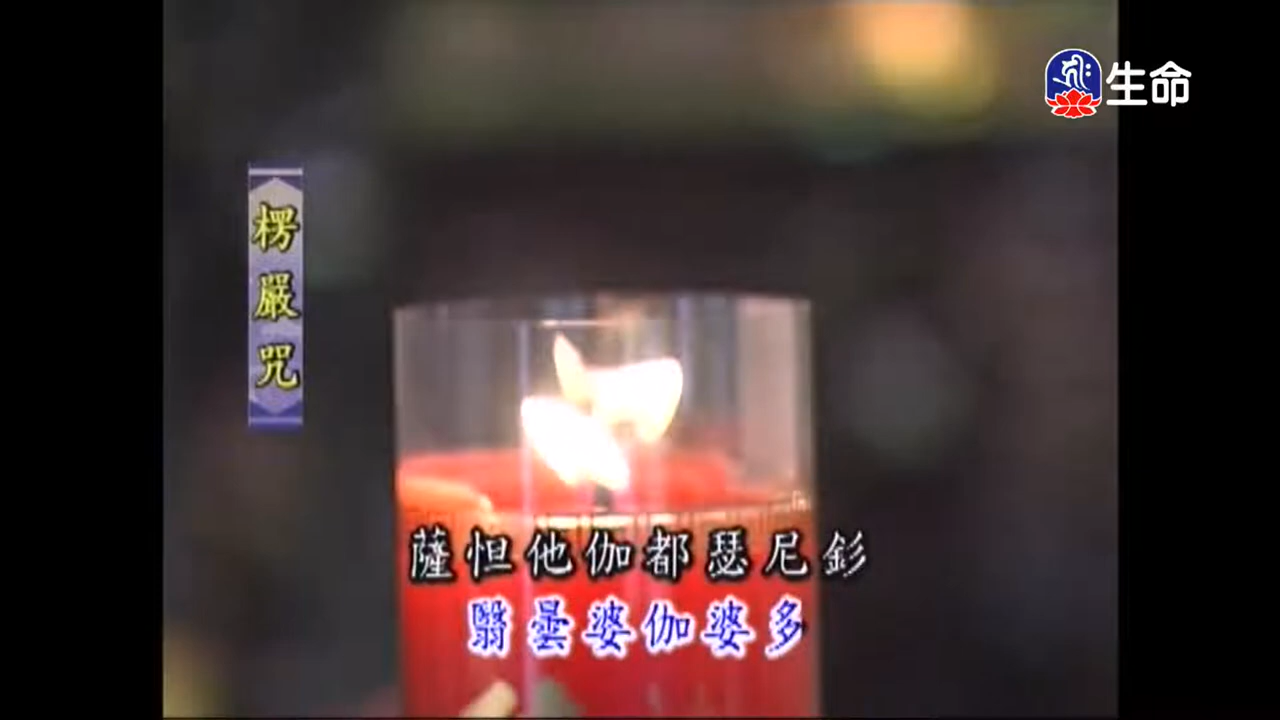 生命
楞嚴咒
薩怛他伽都瑟尼釤
翳曇婆伽婆多